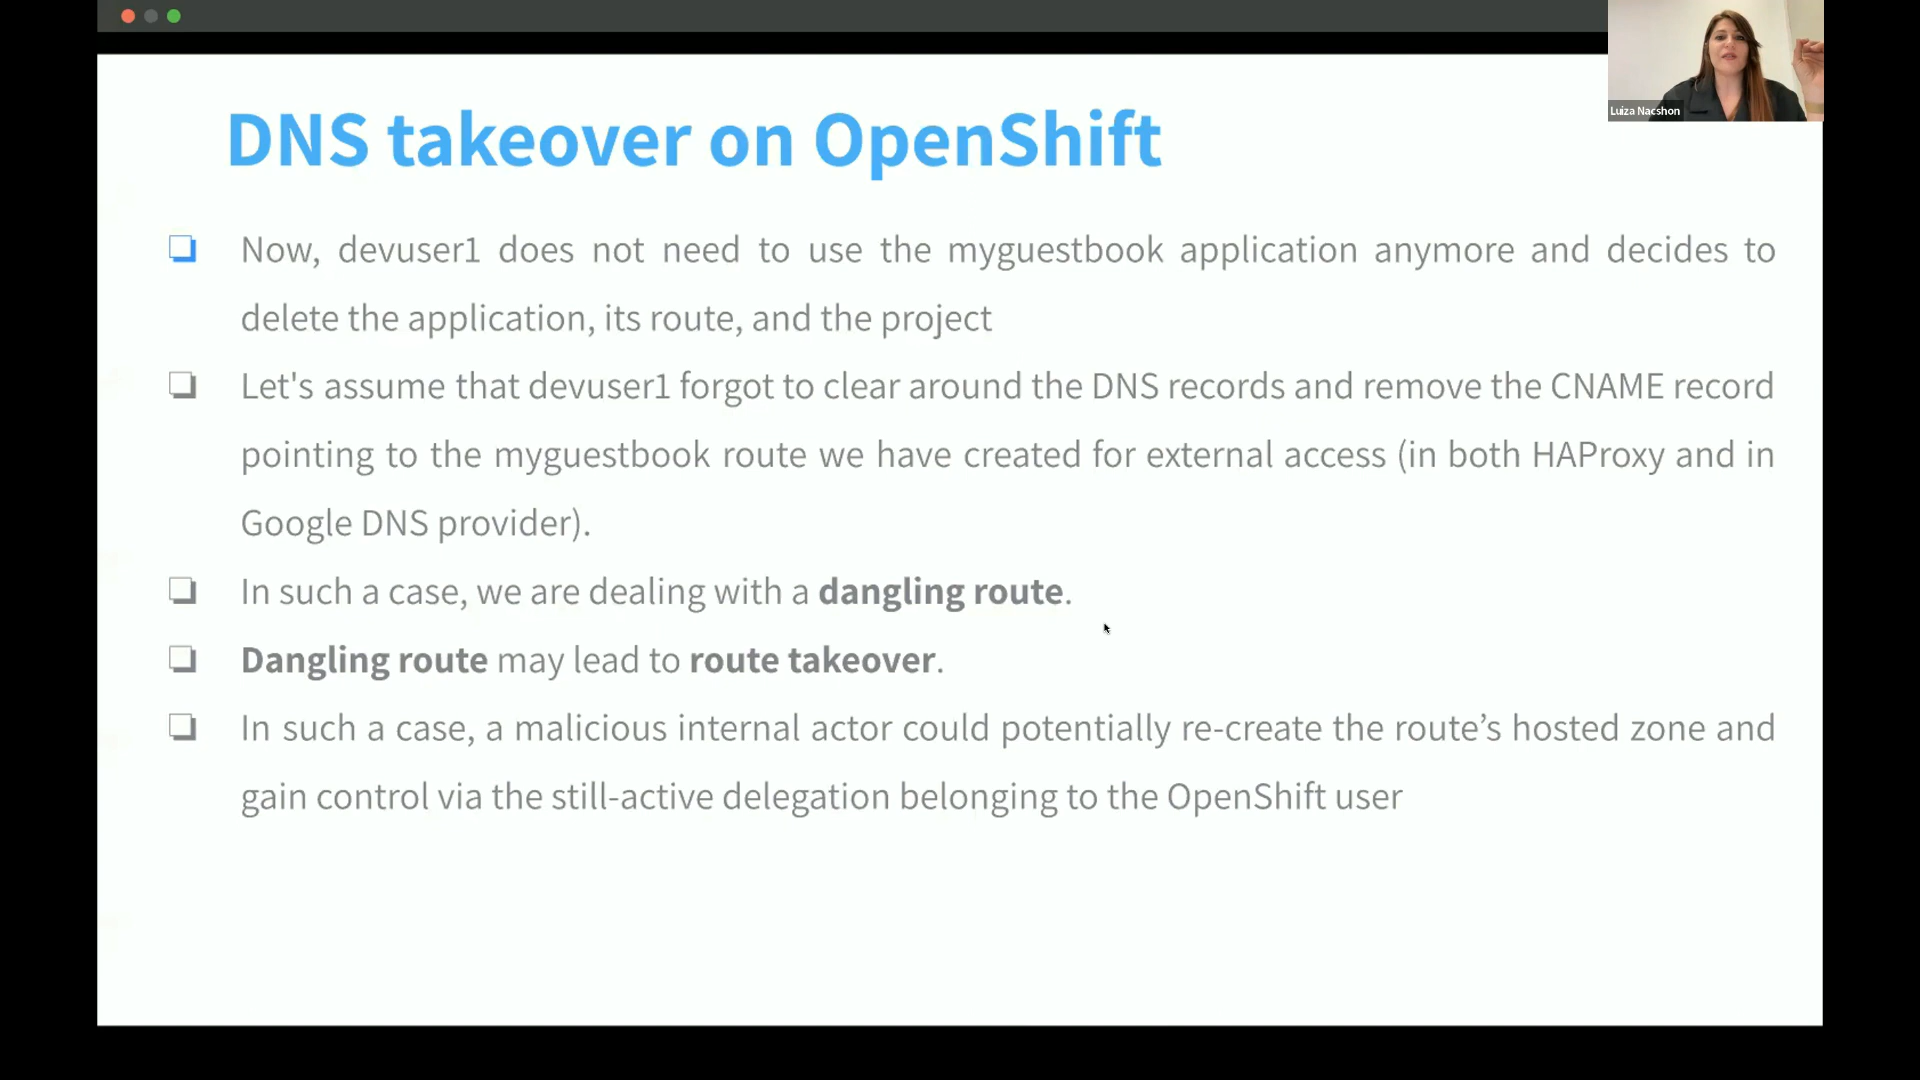 Luiza Nacshon
DNS takeover on OpenShift
Now, devuser1 does not need to use the myguestbook application anymore and decides to
delete the application, its route, and the project
Let's assume that devuser1 forgot to clear around the DNS records and remove the CNAME record
pointing to the myguestbook route we have created for external access (in both HAProxy and in
Google DNS provider).
In such a case, we are dealing with a dangling route.
Dangling route may lead to route takeover.
In such a case, a malicious internal actor could potentially re-create the route’s hosted zone and
gain control via the still-active delegation belonging to the OpenShift user